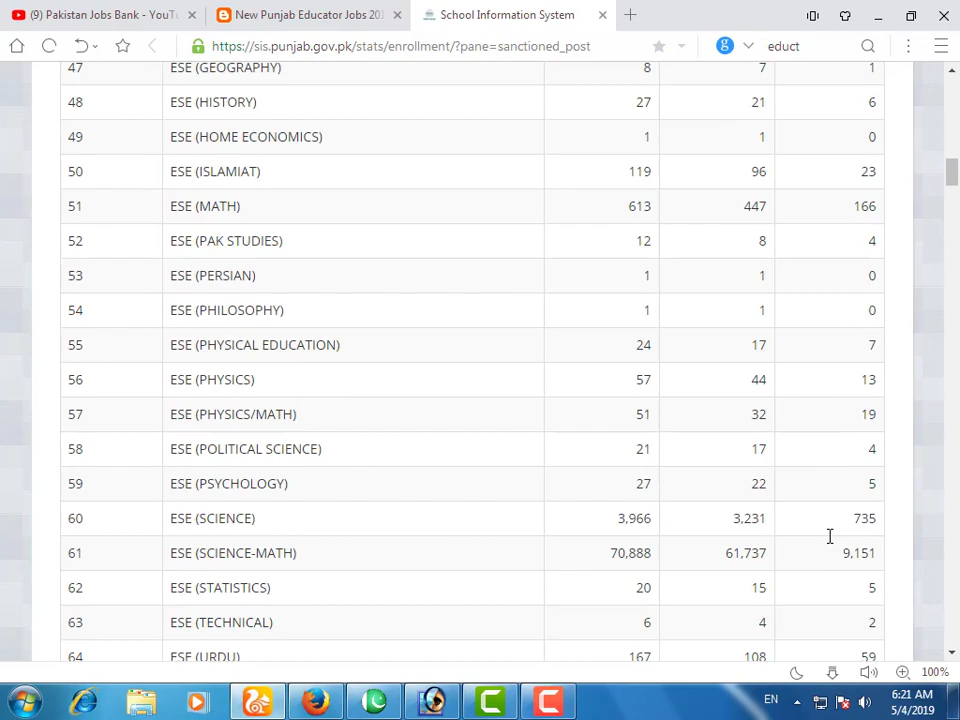 (9) Pakistan Jobs Bank - YouTu
New Punjab Educator Jobs 201
School Information System
https://sis.punjab.gov.pk/stats/enrollment/?pane=sanctioned_post
g
educt
47 ESE (GEOGRAPHY) 8 7 1
48 ESE (HISTORY) 27 21 6
49 ESE (HOME ECONOMICS) 1 1 0
50 ESE (ISLAMIAT) 119 96 23
51 ESE (MATH) 613 447 166
52 ESE (PAK STUDIES) 12 8 4
53 ESE (PERSIAN) 1 1 0
54 ESE (PHILOSOPHY) 1 1 0
55 ESE (PHYSICAL EDUCATION) 24 17 7
56 ESE (PHYSICS) 57 44 13
57 ESE (PHYSICS/MATH) 51 32 19
58 ESE (POLITICAL SCIENCE) 21 17 4
59 ESE (PSYCHOLOGY) 27 22 5
60 ESE (SCIENCE) 3,966 3,231 735
61 ESE (SCIENCE-MATH) 70,888 61,737 9,151
62 ESE (STATISTICS) 20 15 5
63 ESE (TECHNICAL) 6 4 2
64 ESE (URDU) 167 108 59
100%
EN
6:21 AM
5/4/2019